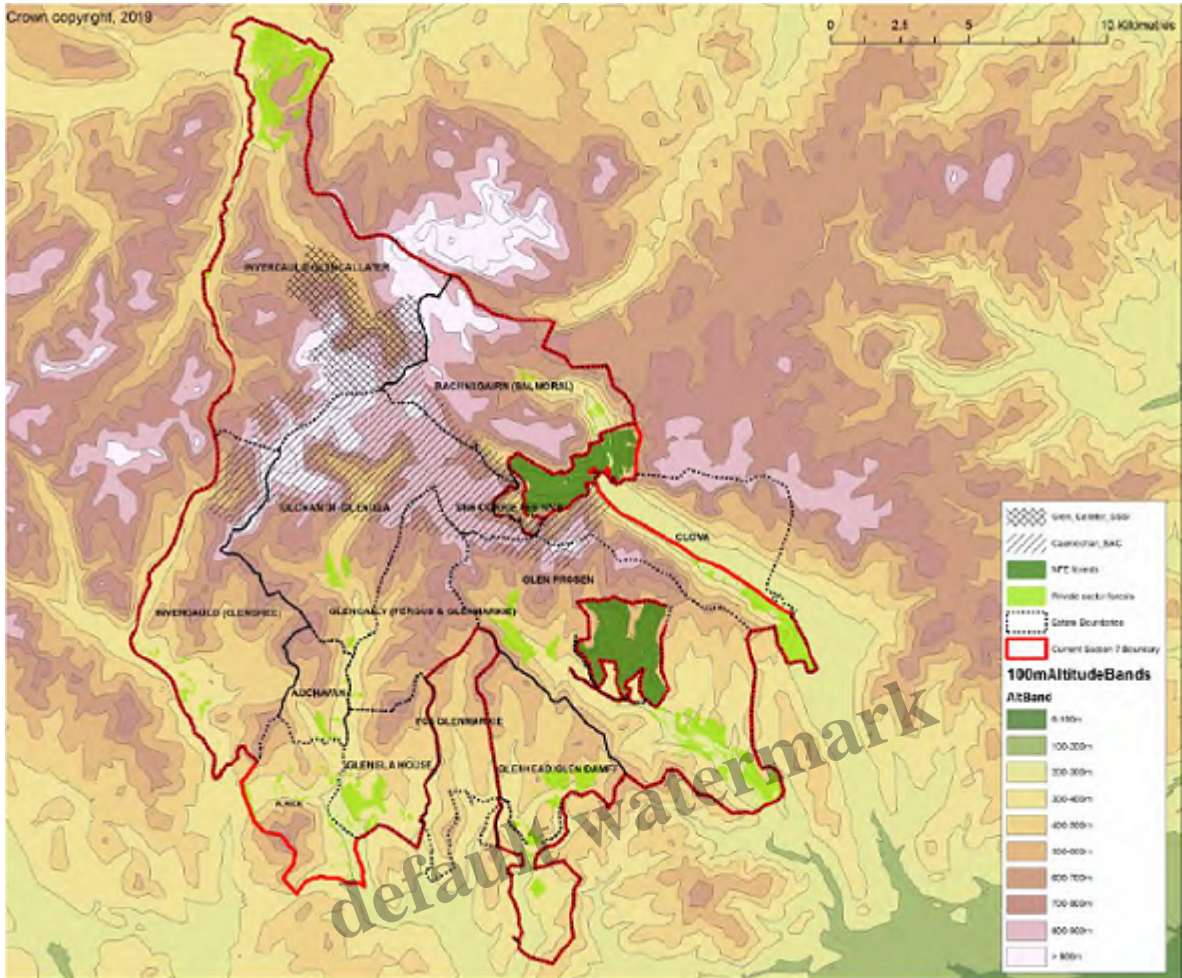 Crown copyright, 2019
0 2.5 5 10 Kilometres
INVERCAULD GLENCALLATER
BACHNAGAIRN (BALMORAL)
CLOVA
GLEN PROSEN
INVERCAULD (GLENSHEE)
GLENCALLY (FERGUS & GLENMARKIE)
AUCHAVAN
FCS GLENMARKIE
GLENISLA HOUSE
GLENHEAD/GLEN DAMFF
Glen_Callater_SSSI
Caenlochan_SAC
NFE forests
Private sector forests
Estate Boundaries
Current Section 7 Boundary
100mAltitudeBands
AltBand
0-100m
100-200m
200-300m
300-400m
400-500m
500-600m
600-700m
700-800m
800-900m
> 900m
default watermark